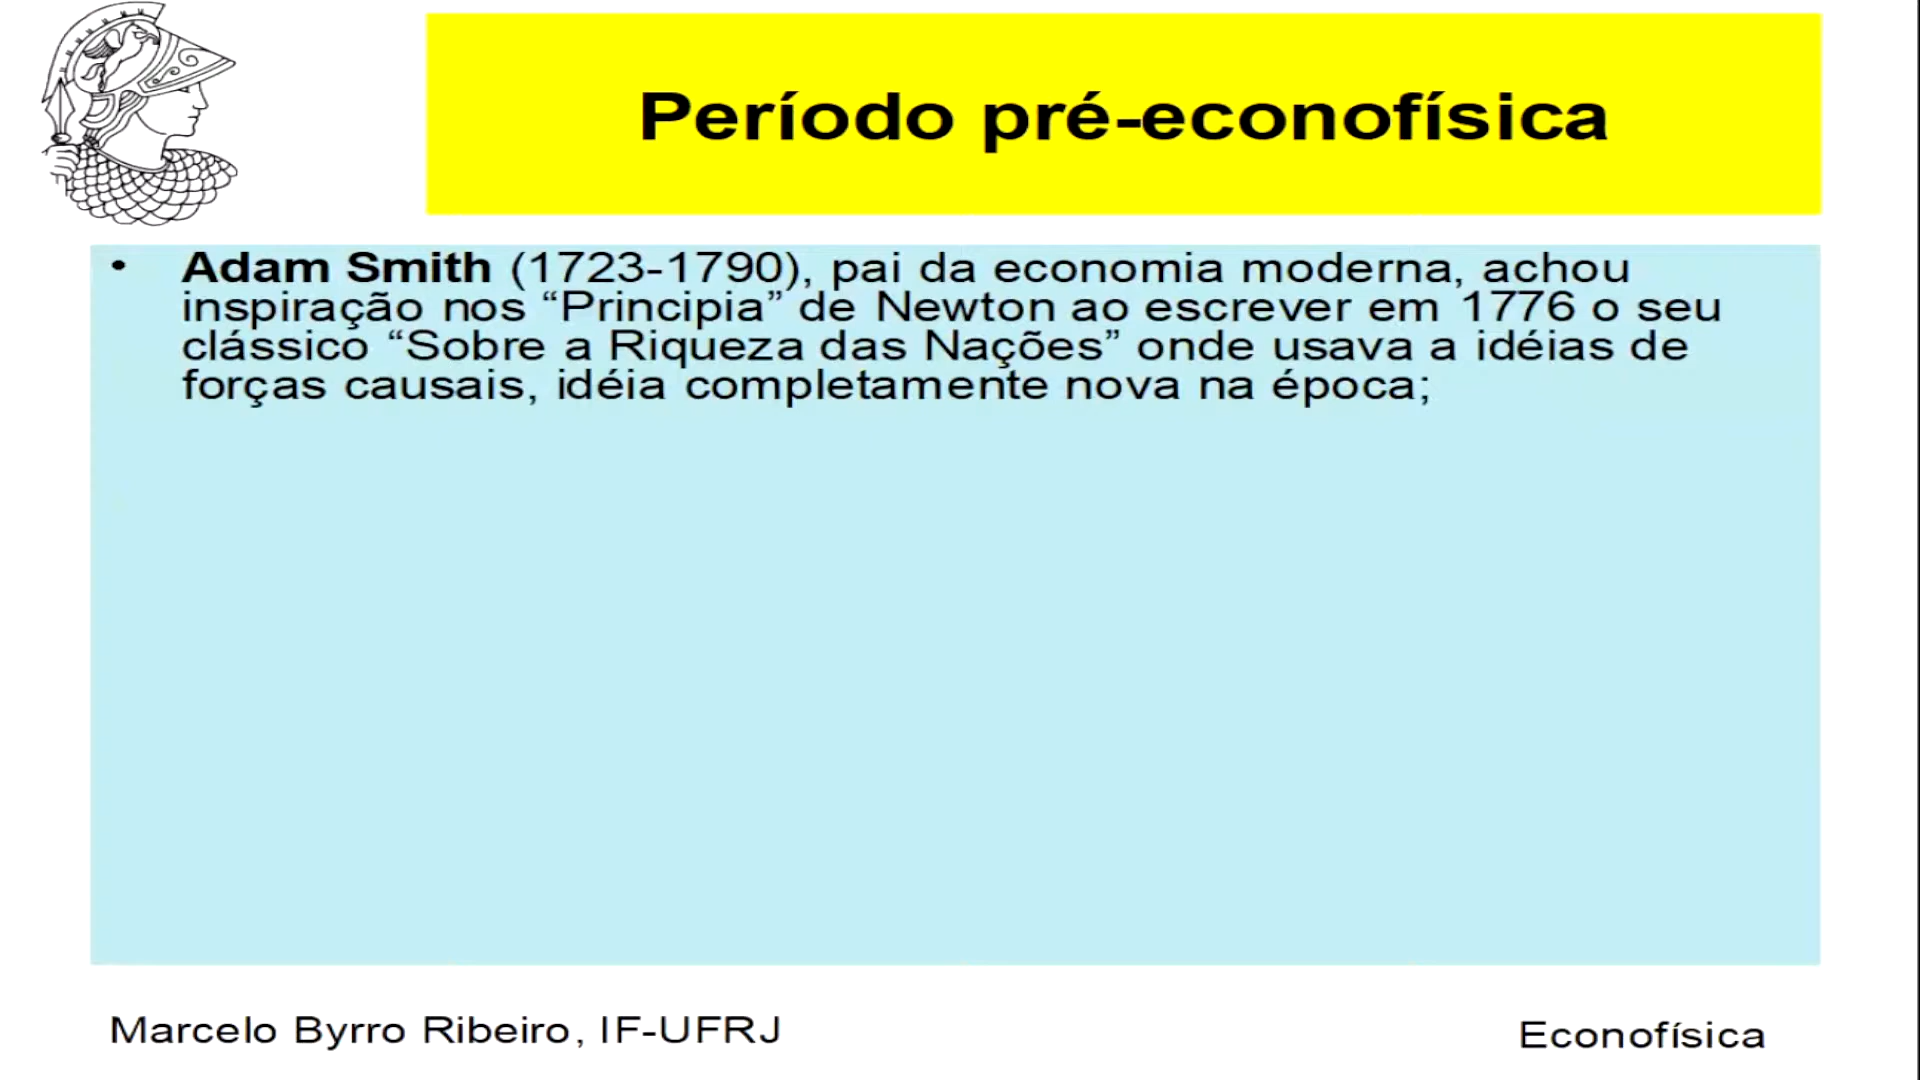 Período pré-econofísica
• Adam Smith (1723-1790), pai da economia moderna, achou
inspiração nos “Principia” de Newton ao escrever em 1776 o seu
clássico “Sobre a Riqueza das Nações” onde usava a idéias de
forças causais, idéia completamente nova na época;
Marcelo Byrro Ribeiro, IF-UFRJ
Econofísica